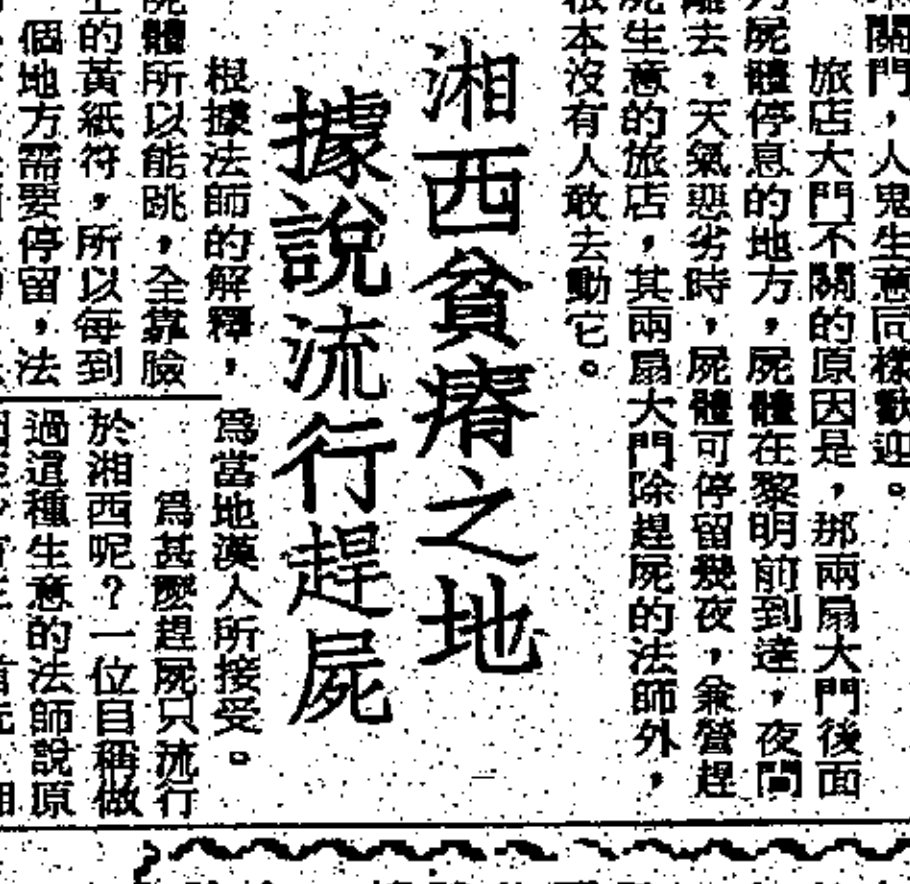 關門，人鬼生意同樣歡迎。
旅店大門不關的原因是，那兩扇大門後面
屍體停息的地方，屍體在黎明前到達，夜間
離去，天氣惡劣時，屍體可停留幾夜，兼營趕
屍生意的旅店，其兩扇大門除趕屍的法師外，
根本沒有人敢去動它。
湘西貧瘠之地
據說流行趕屍
根據法師的解釋，
屍體所以能跳，全靠臉
的黃紙符，所以每到
個地方需要停留，法
爲當地漢人所接受。
爲甚麼趕屍只流行
於湘西呢？一位自稱做
過這種生意的法師說原